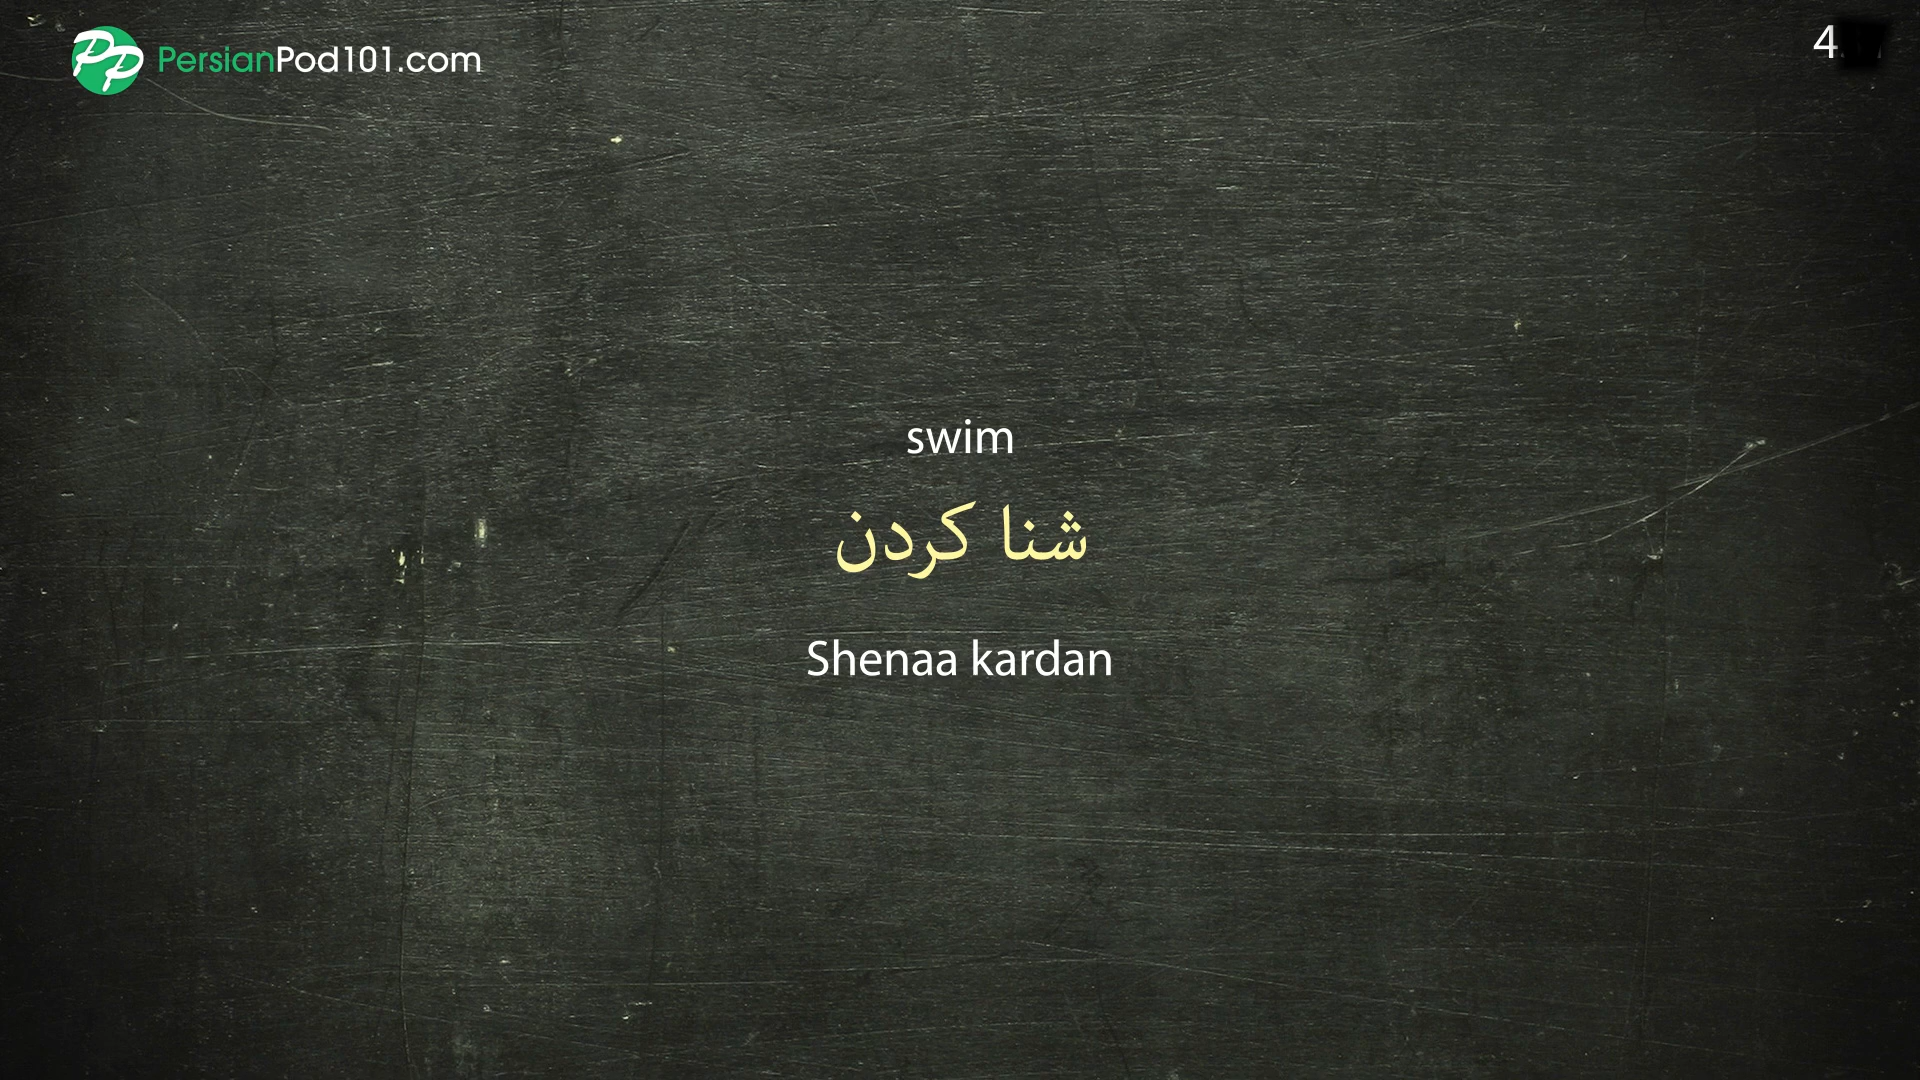 PersianPod101.com
4
swim
شنا کردن
Shenaa kardan